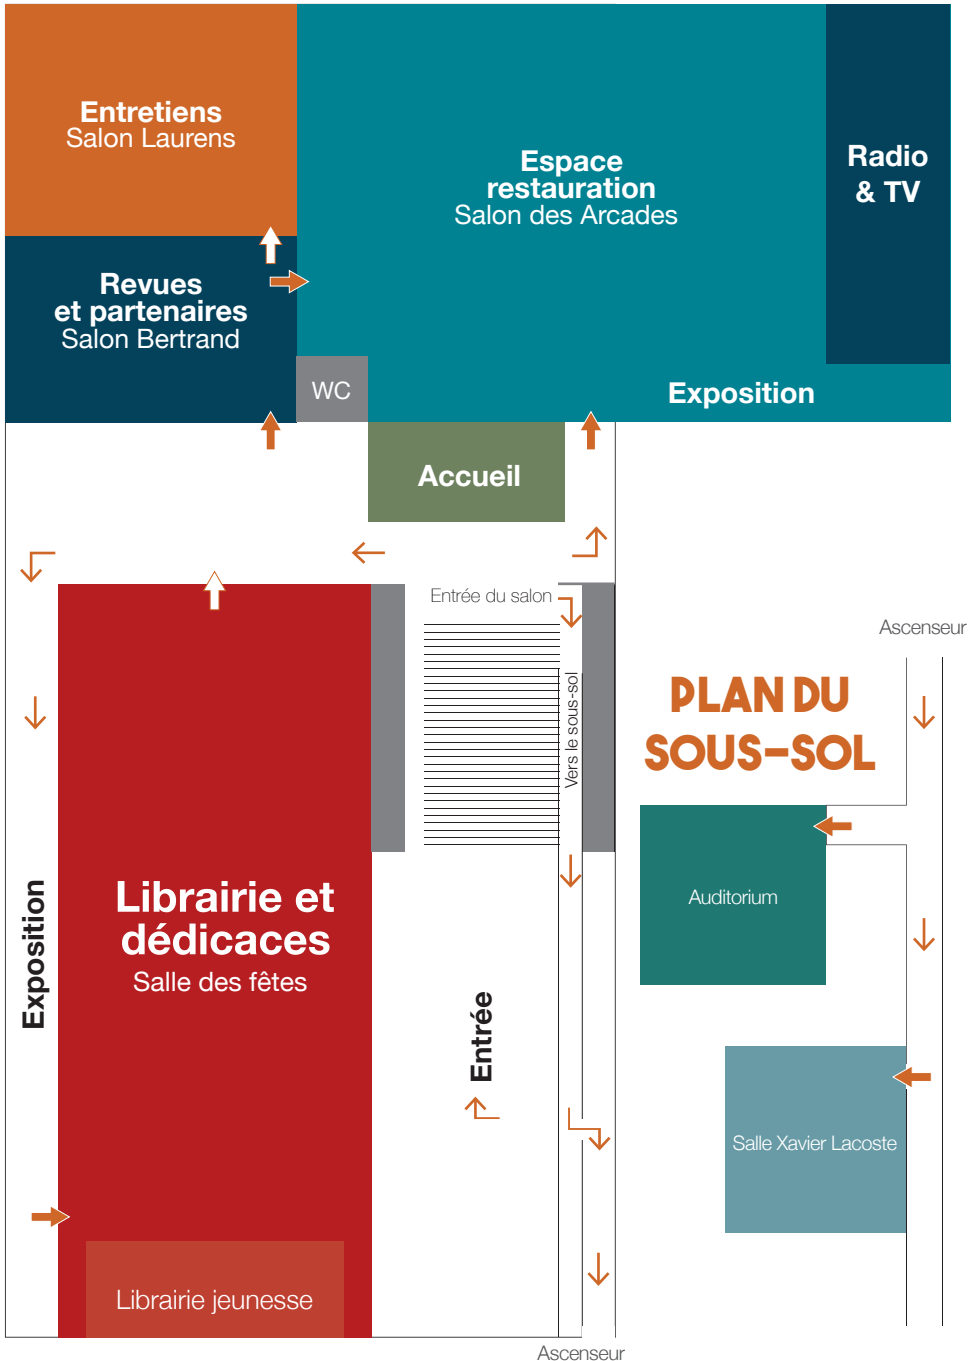 Entretiens
Salon Laurens
Espace
restauration
Salon des Arcades
Radio
& TV
Revues
et partenaires
Salon Bertrand
WC
Exposition
Accueil
Entrée du salon
Vers le sous-sol
Ascenseur
PLAN DU
SOUS-SOL
Auditorium
Salle Xavier Lacoste
Exposition
Librairie et
dédicaces
Salle des fêtes
Entrée
Librairie jeunesse
Ascenseur